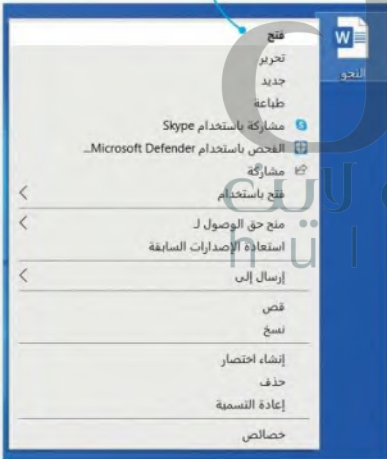 النحو
فتح
تحرير
جديد
طباعة
مشاركة باستخدام Skype
الفحص باستخدام Microsoft Defender...
مشاركة
فتح باستخدام
منح حق الوصول لـ
استعادة الإصدارات السابقة
إرسال إلى
قص
نسخ
إنشاء اختصار
حذف
إعادة التسمية
خصائص